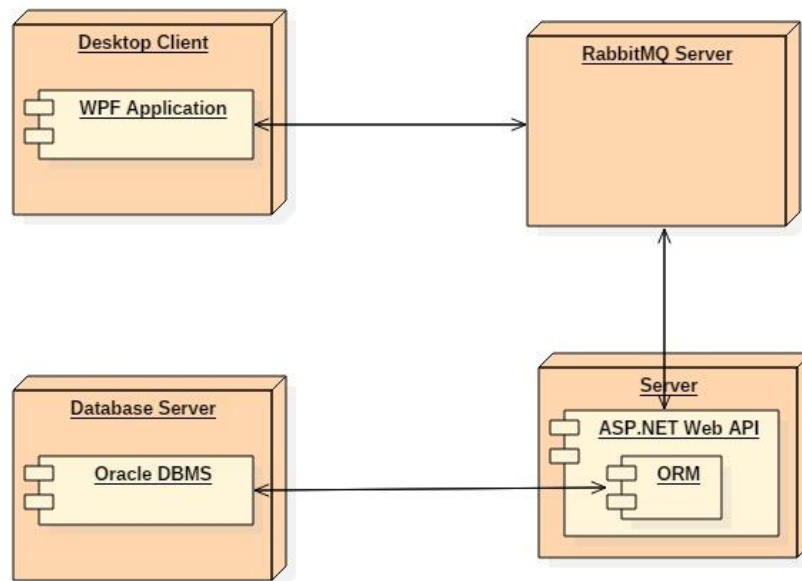 Desktop Client
WPF Application
RabbitMQ Server
Database Server
Oracle DBMS
Server
ASP.NET Web API
ORM